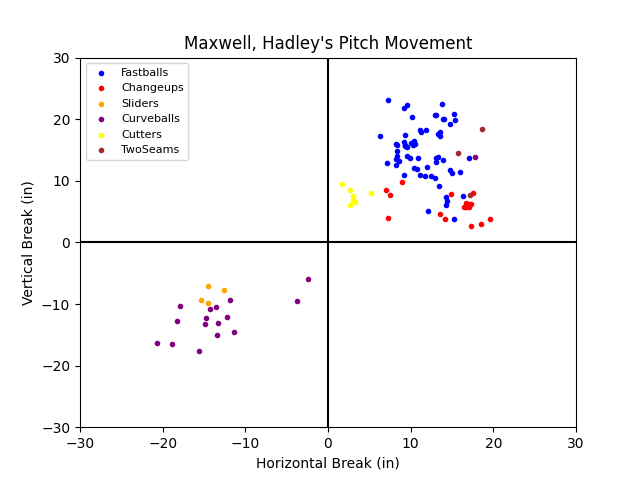 Maxwell, Hadley's Pitch Movement
Fastballs
Changeups
Sliders
Curveballs
Cutters
TwoSeams
30
20
10
0
−10
−20
−30
Vertical Break (in)
−30
−20
−10
0
10
20
30
Horizontal Break (in)